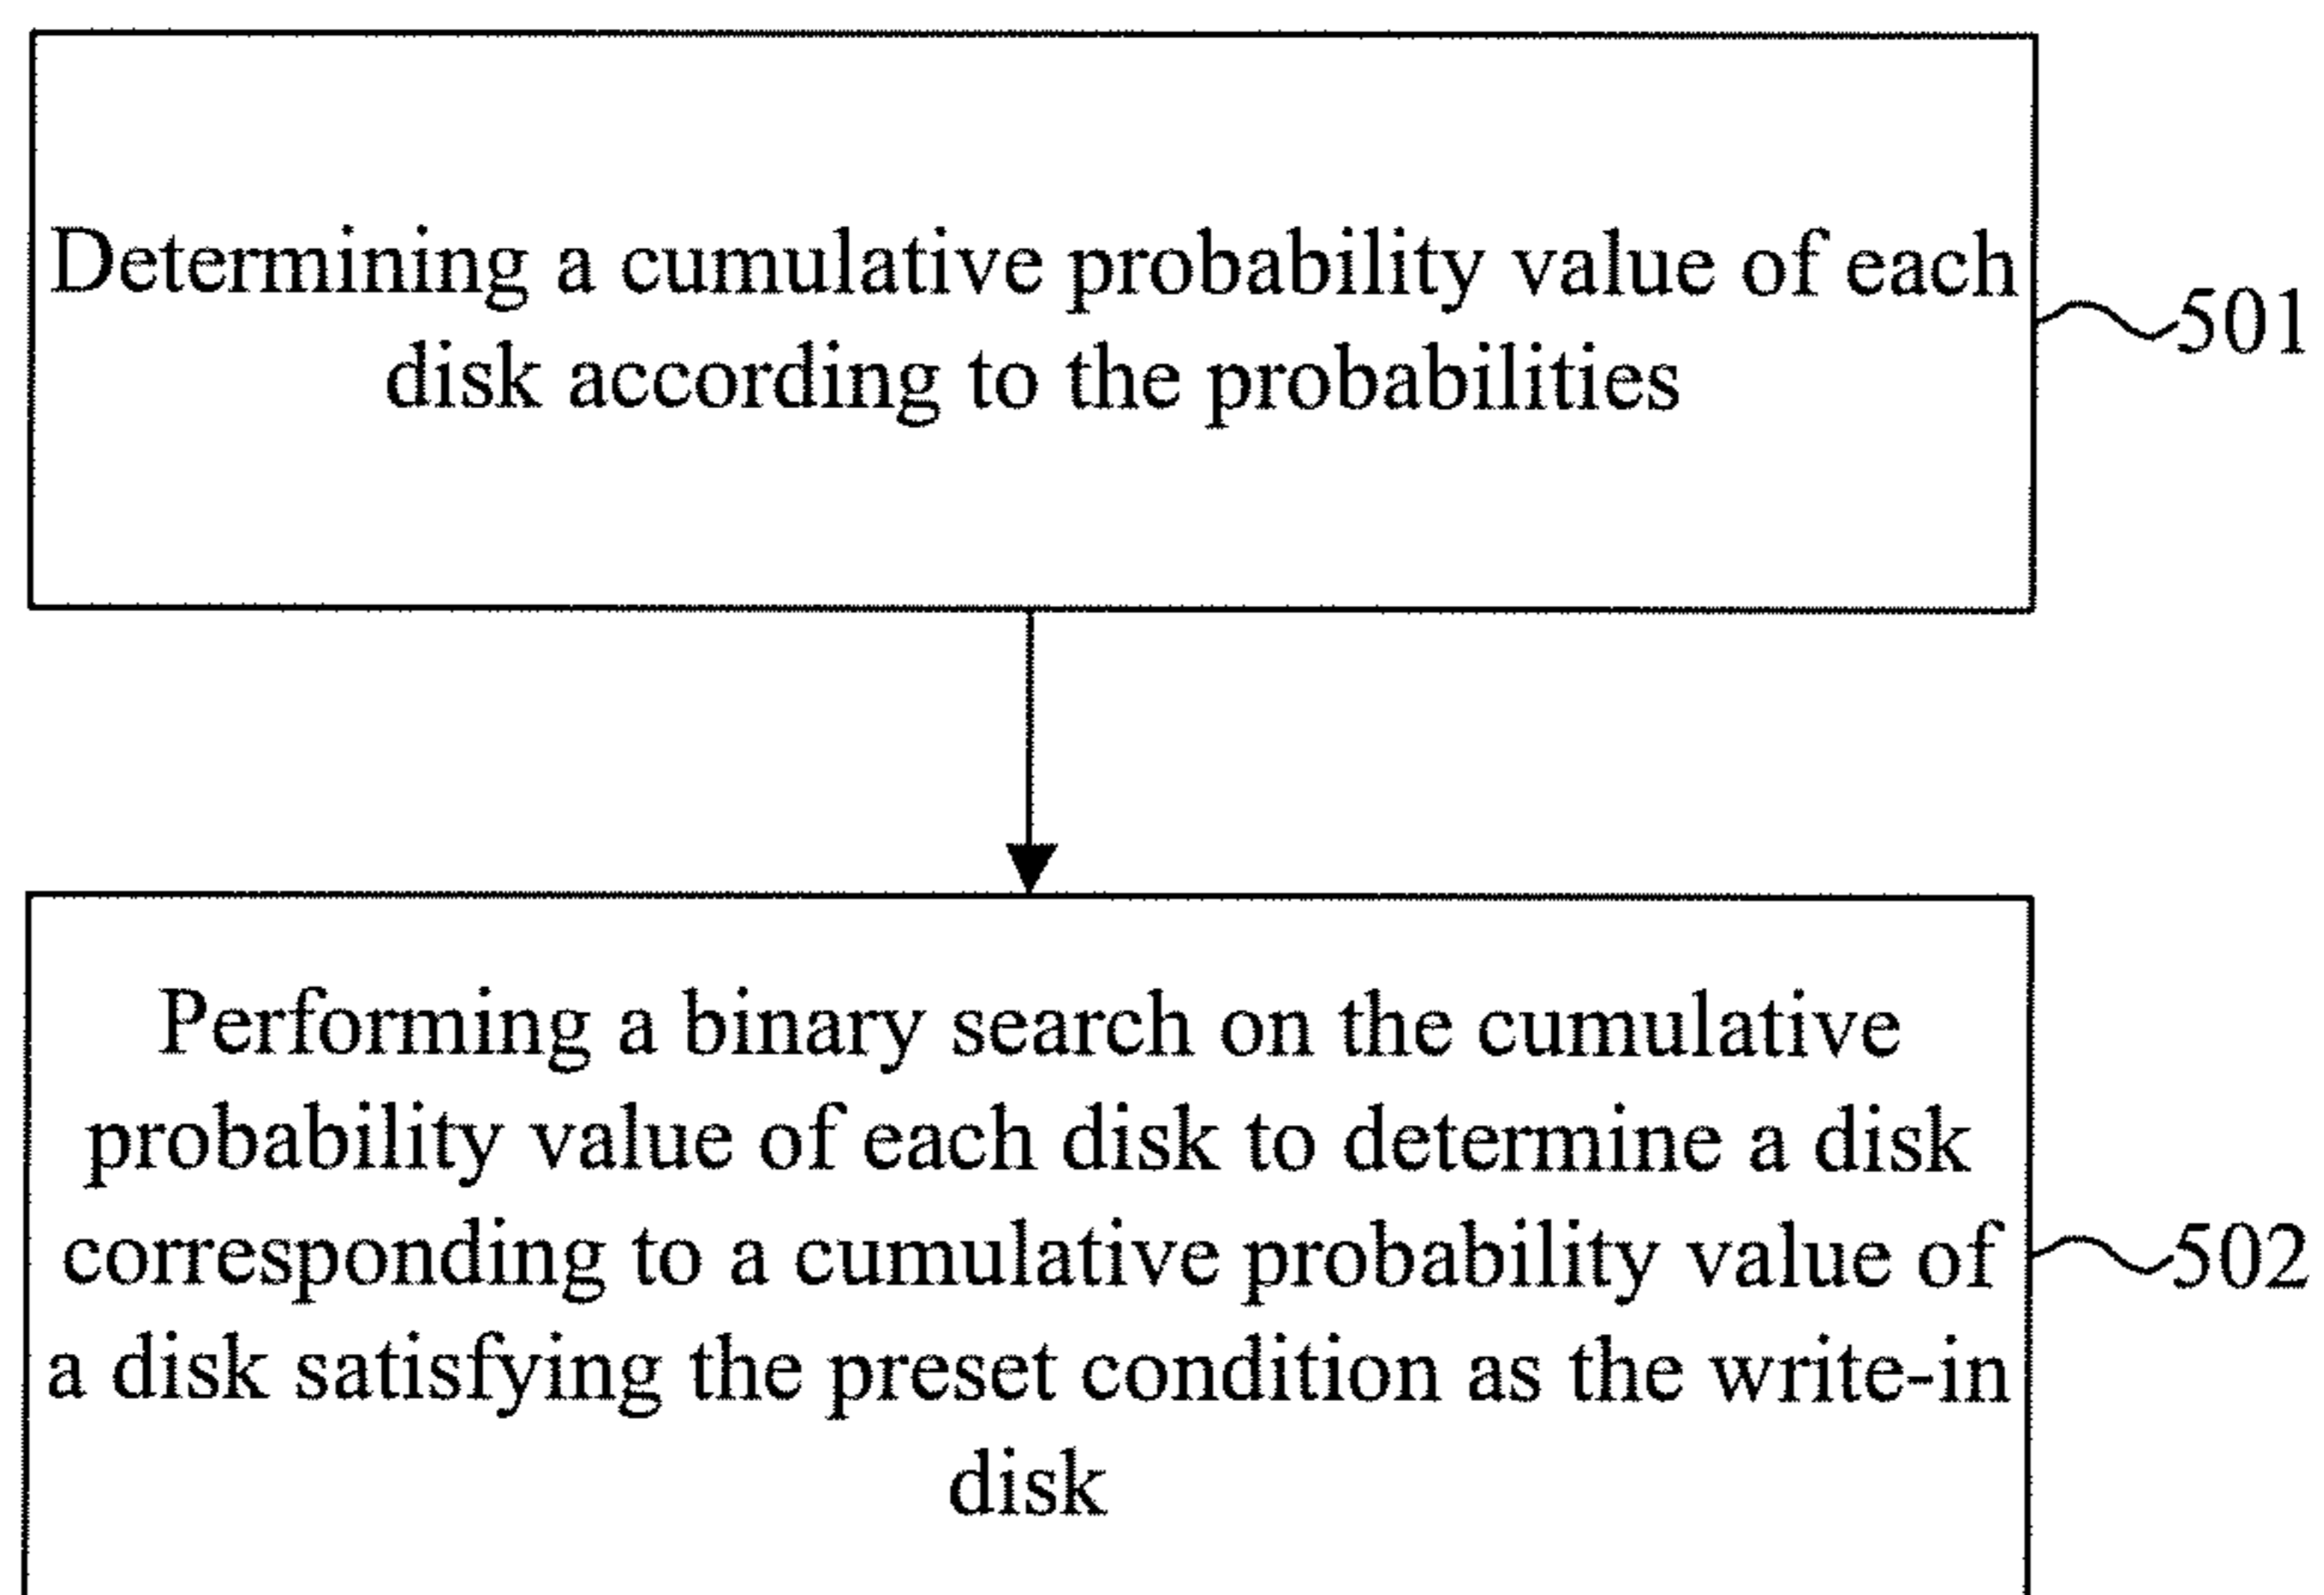 Determining a cumulative probability value of each
disk according to the probabilities
501
Performing a binary search on the cumulative
probability value of each disk to determine a disk
corresponding to a cumulative probability value of
a disk satisfying the preset condition as the write-in
disk
502